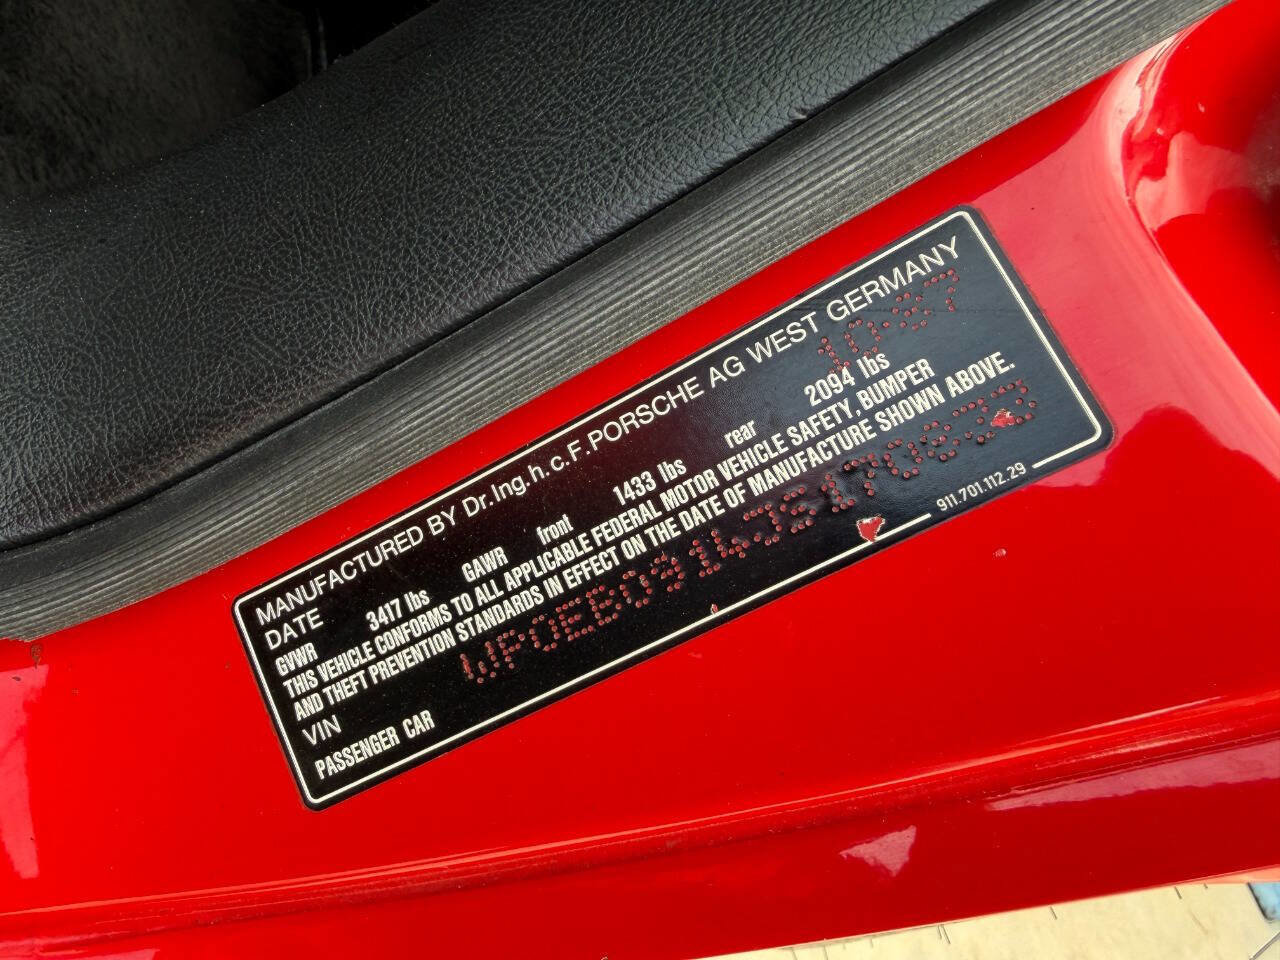 MANUFACTURED BY Dr.Ing.h.c.F.PORSCHE AG WEST GERMANY
DATE 10-87
GVWR 3417 lbs GAWR front 1433 lbs rear 2094 lbs
THIS VEHICLE CONFORMS TO ALL APPLICABLE FEDERAL MOTOR VEHICLE SAFETY, BUMPER
AND THEFT PREVENTION STANDARDS IN EFFECT ON THE DATE OF MANUFACTURE SHOWN ABOVE.
VIN WP0EB0914JS170833
PASSENGER CAR
911.701.112.29